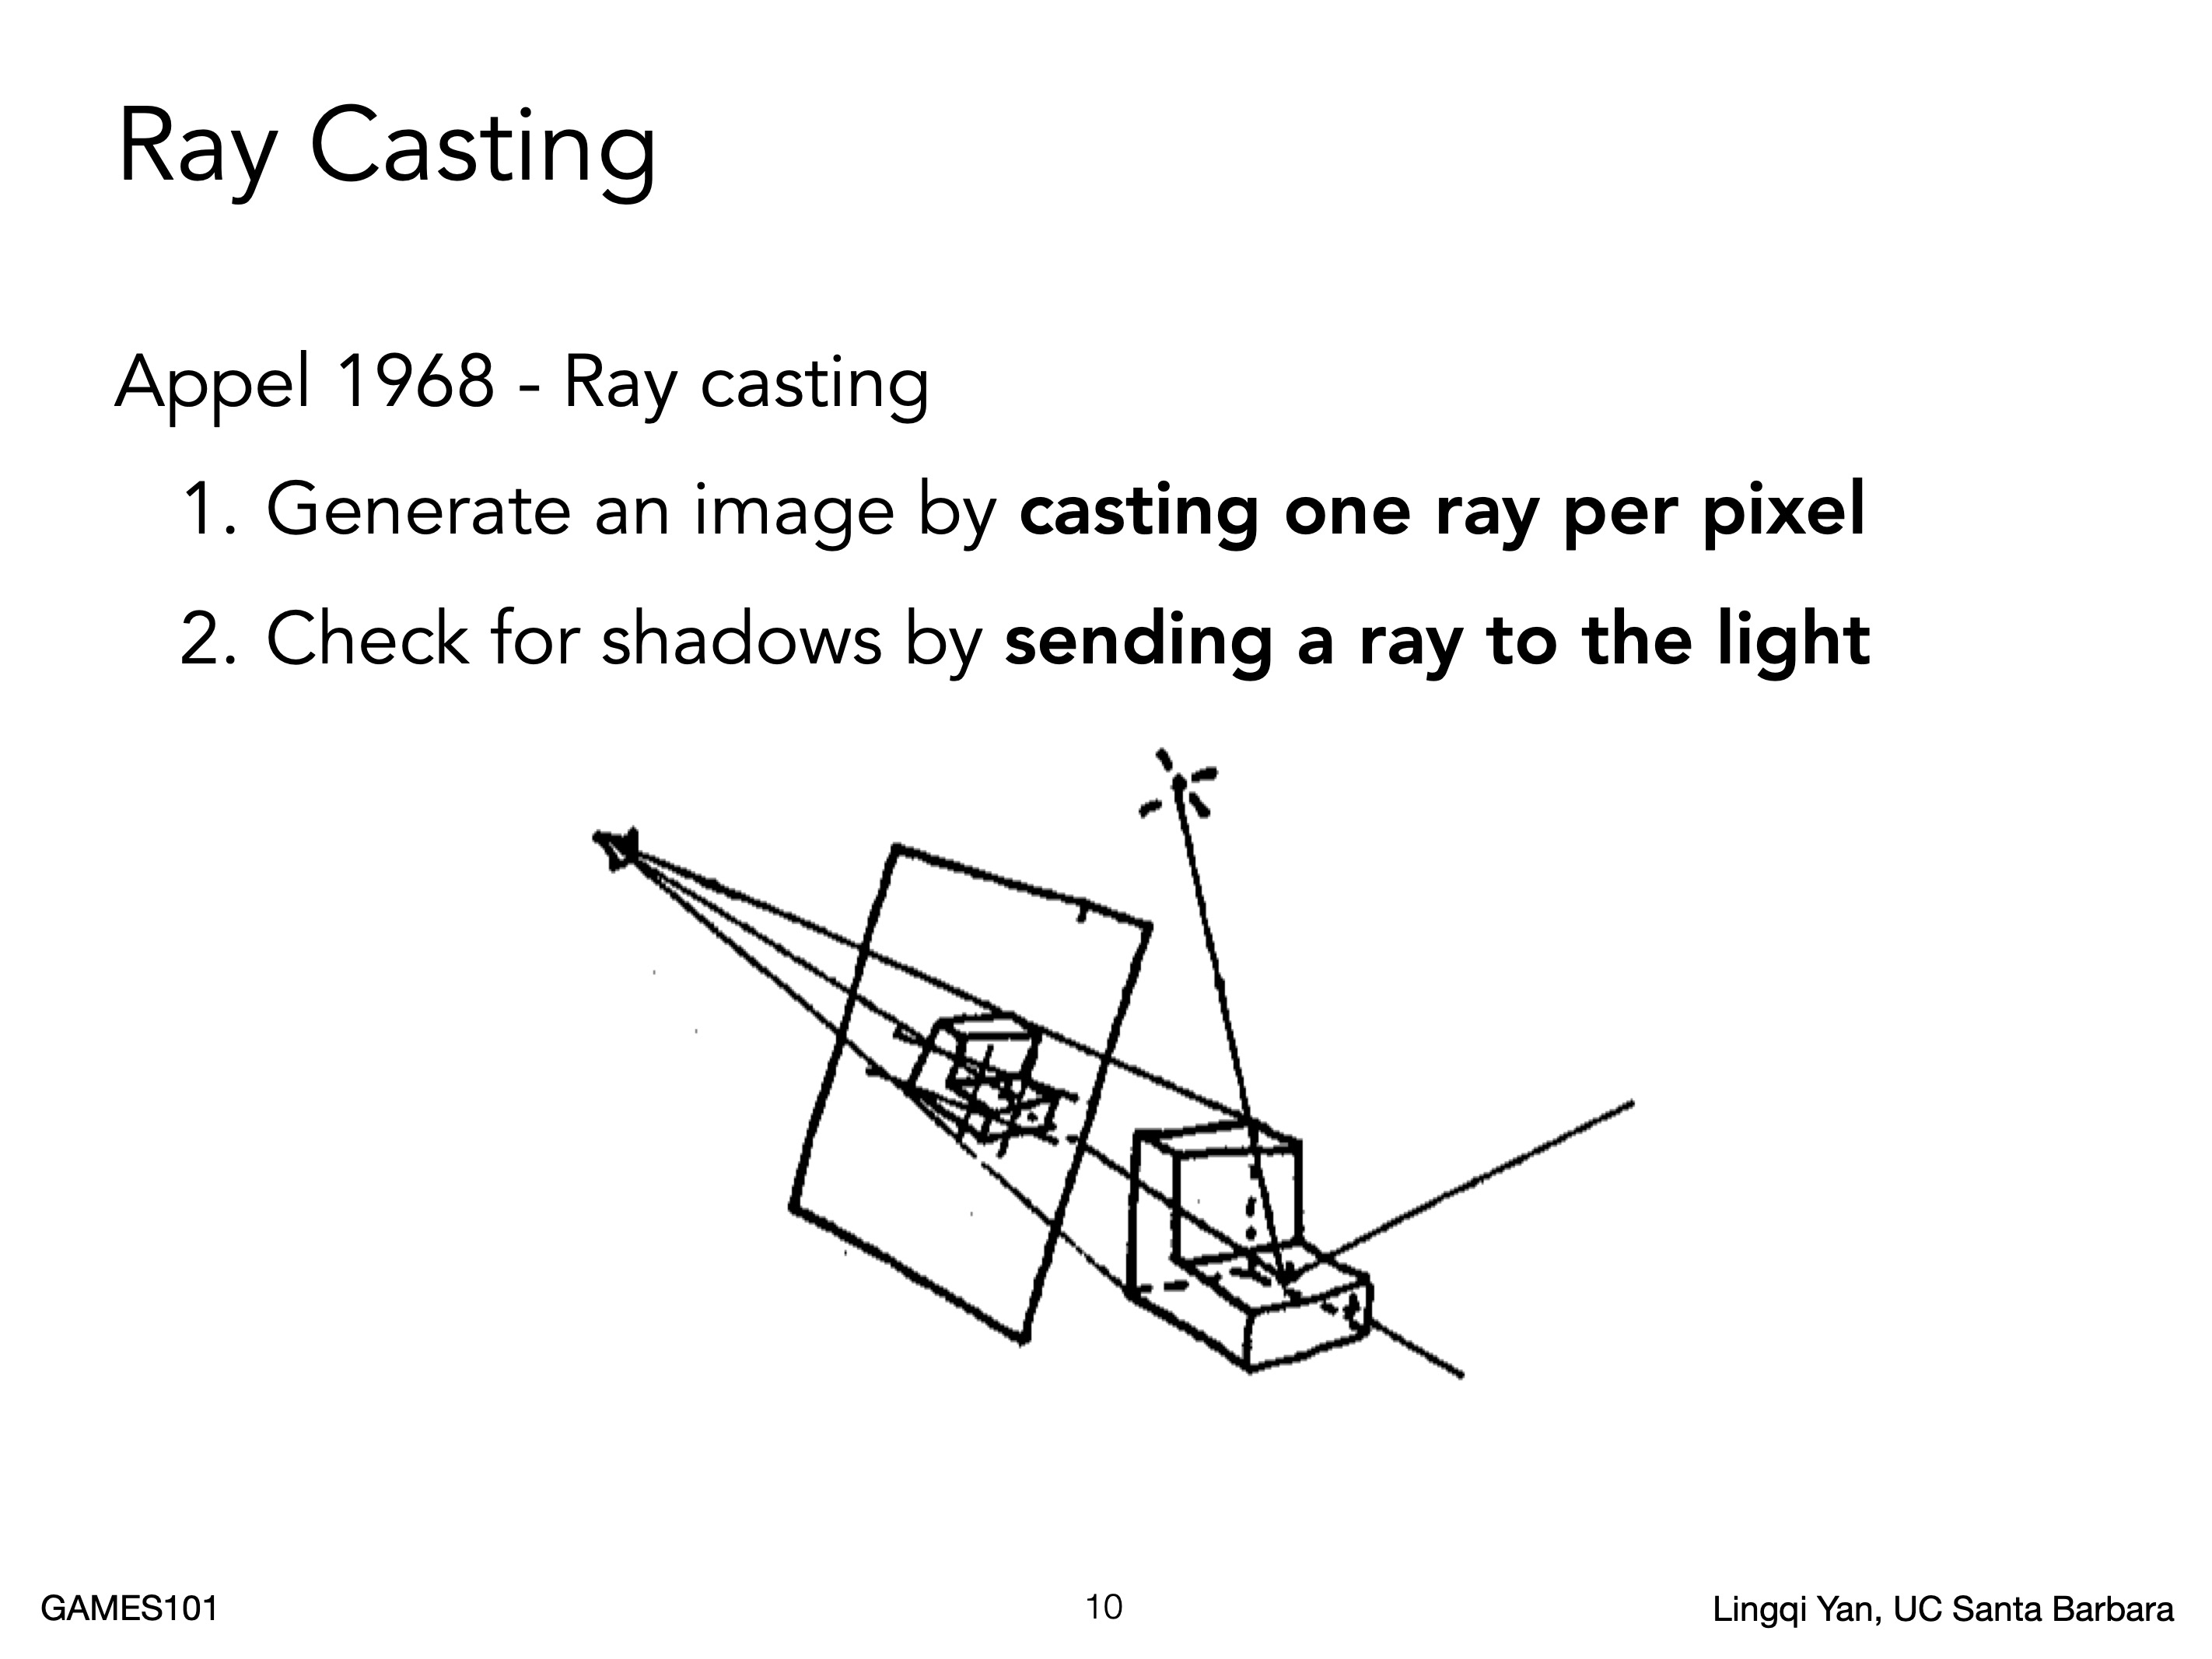 Ray Casting
Appel 1968 - Ray casting
1. Generate an image by casting one ray per pixel
2. Check for shadows by sending a ray to the light
GAMES101
10
Lingqi Yan, UC Santa Barbara